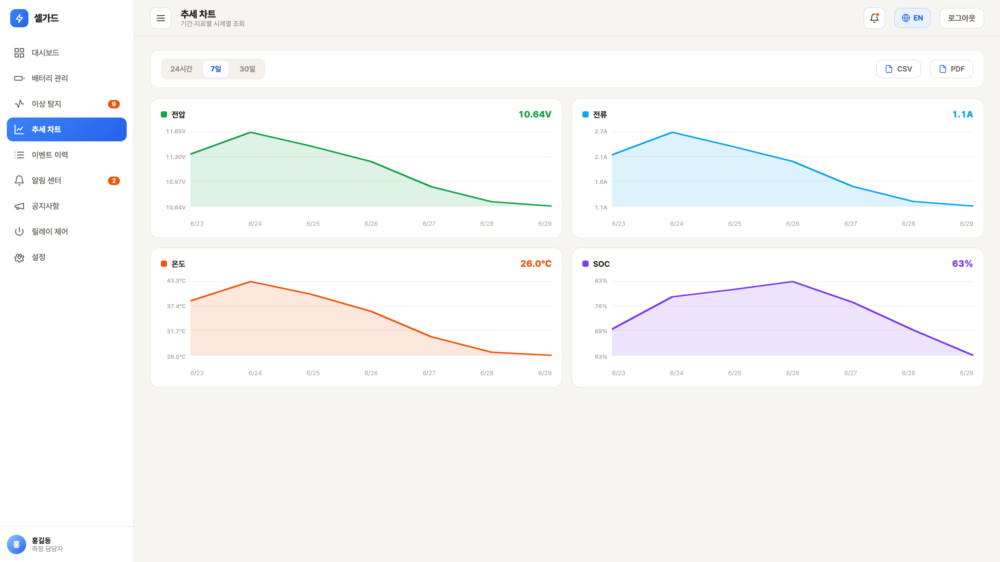 셀가드
대시보드
배터리 관리
이상 탐지
9
추세 차트
이벤트 이력
알림 센터
2
공지사항
릴레이 제어
설정
홍
홍길동
측정 담당자
추세 차트
기간·지표별 시계열 조회
EN
로그아웃
24시간
7일
30일
CSV
PDF
전압
10.64V
11.65V
11.30V
10.97V
10.64V
6/23
6/24
6/25
6/26
6/27
6/28
6/29
전류
1.1A
2.7A
2.1A
1.6A
1.1A
6/23
6/24
6/25
6/26
6/27
6/28
6/29
온도
26.0°C
43.3°C
37.4°C
31.7°C
26.0°C
6/23
6/24
6/25
6/26
6/27
6/28
6/29
SOC
63%
83%
76%
69%
63%
6/23
6/24
6/25
6/26
6/27
6/28
6/29